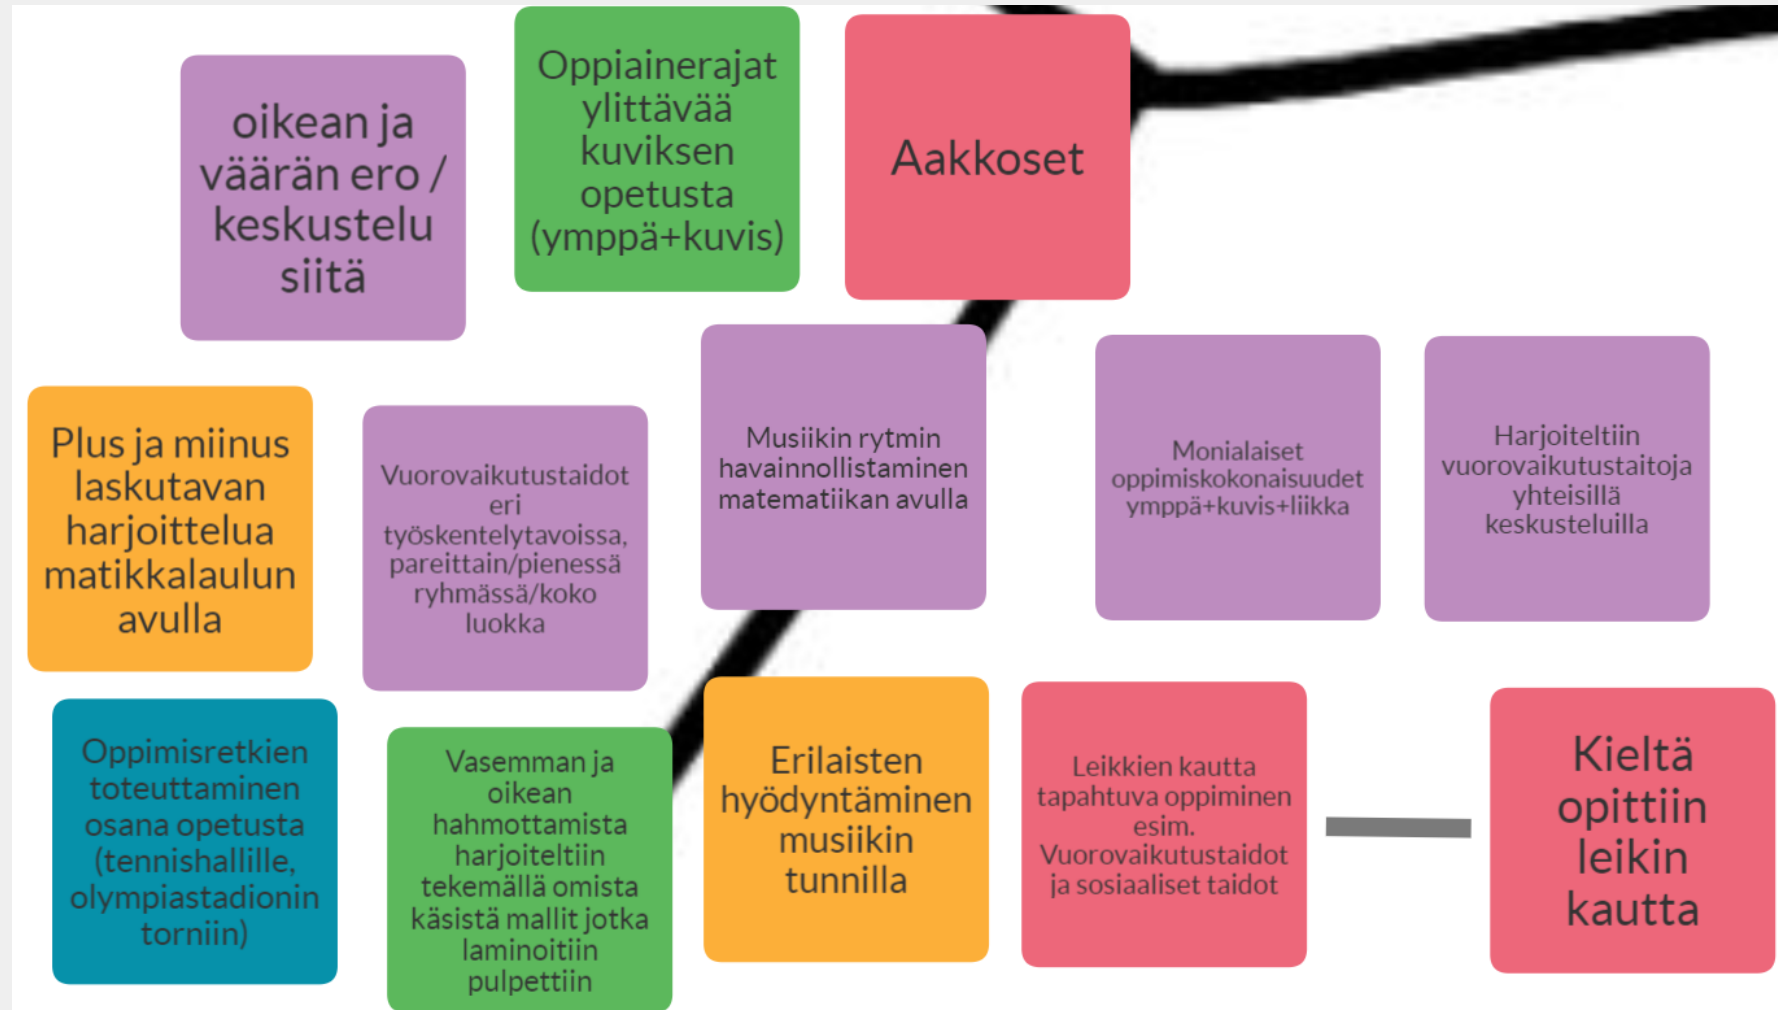 oikean ja
väärän ero /
keskustelu
siitä
Oppiainerajat
ylittävää
kuviksen
opetusta
(ymppä+kuvis)
Aakkoset
Plus ja miinus
laskutavan
harjoittelua
matikkalaulun
avulla
Vuorovaikutustaidot
eri
työskentelytavoissa,
pareittain/pienessä
ryhmässä/koko
luokka
Musiikin rytmin
havainnollistaminen
matematiikan avulla
Monialaiset
oppimiskokonaisuudet
ymppä+kuvis+liikka
Harjoiteltiin
vuorovaikutustaitoja
yhteisillä
keskusteluilla
Oppimisretkien
toteuttaminen
osana opetusta
(tennishallille,
olympiastadionin
torniin)
Vasemman ja
oikean
hahmottamista
harjoiteltiin
tekemällä omista
käsistä mallit jotka
laminoitiin
pulpettiin
Erilaisten
hyödyntäminen
musiikin
tunnilla
Leikkien kautta
tapahtuva oppiminen
esim.
Vuorovaikutustaidot
ja sosiaaliset taidot
Kieltä
opittiin
leikin
kautta